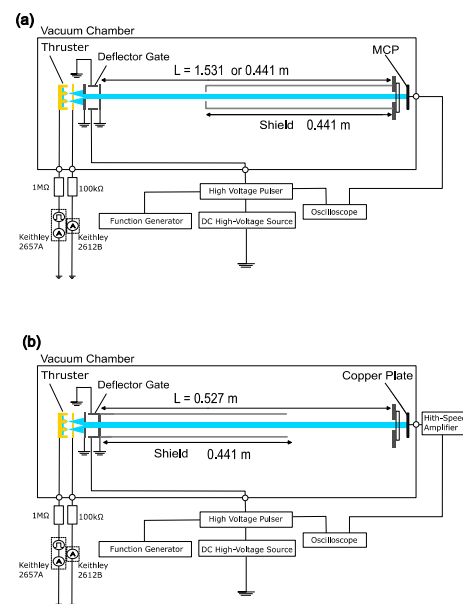 (a)
Vacuum Chamber
Thruster
Deflector Gate
MCP
L = 1.531 or 0.441 m
Shield 0.441 m
1MΩ
100kΩ
High Voltage Pulser
Function Generator
DC High-Voltage Source
Oscilloscope
Keithley
2657A
Keithley
2612B
(b)
Vacuum Chamber
Thruster
Deflector Gate
Copper Plate
L = 0.527 m
Hith-Speed
Amplifier
Shield 0.441 m
1MΩ
100kΩ
High Voltage Pulser
Function Generator
DC High-Voltage Source
Oscilloscope
Keithley
2657A
Keithley
2612B